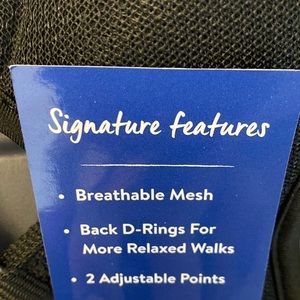 Signature features
• Breathable Mesh
• Back D-Rings For
More Relaxed Walks
• 2 Adjustable Points